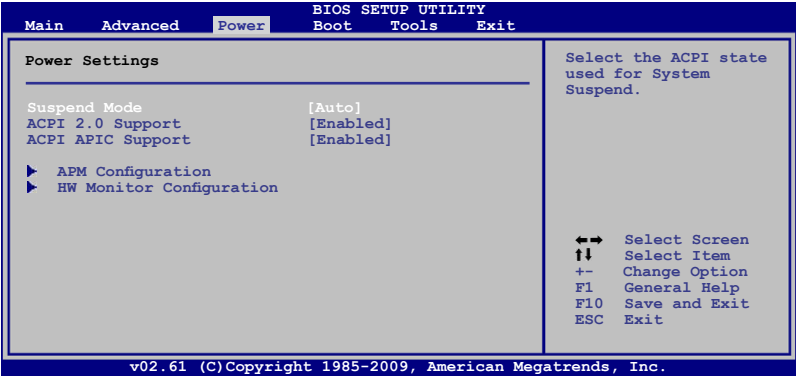 BIOS SETUP UTILITY
Main Advanced Power Boot Tools Exit
Power Settings
Suspend Mode [Auto]
ACPI 2.0 Support [Enabled]
ACPI APIC Support [Enabled]
APM Configuration
HW Monitor Configuration
Select the ACPI state
used for System
Suspend.
←→ Select Screen
↑↓ Select Item
+- Change Option
F1 General Help
F10 Save and Exit
ESC Exit
v02.61 (C)Copyright 1985-2009, American Megatrends, Inc.